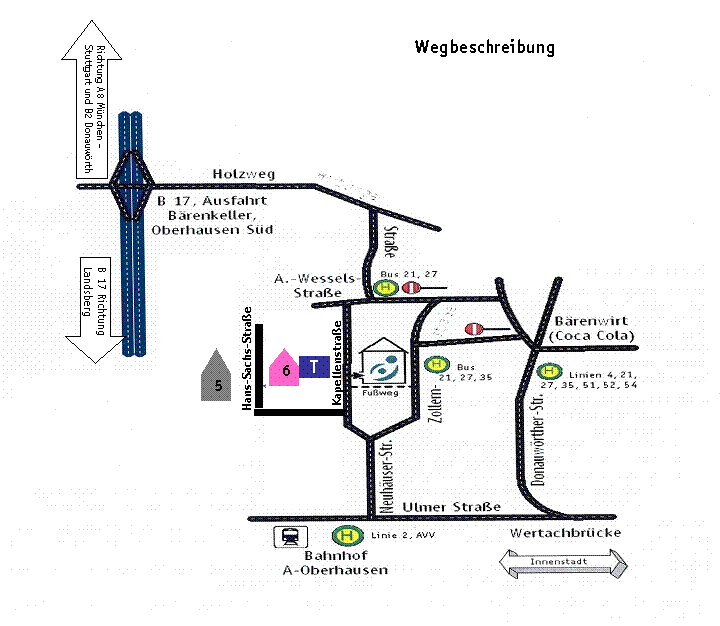 Wegbeschreibung
Richtung A8 München –
Stuttgart und B2 Donauwörth
Holzweg
B 17, Ausfahrt
Bärenkeller,
Oberhausen Süd
Straße
B 17 Richtung
Landsberg
A.-Wessels-
Straße
Bus 21, 27
H
Bärenwirt
(Coca Cola)
Hans-Sachs-Straße
Kapellenstraße
5
6
T
H
Bus
21, 27, 35
H
Linien 4, 21,
27, 35, 51, 52, 54
Fußweg
Zollern-
Donauwörther-Str.
Neuhäuser-Str.
Ulmer Straße
H
Linie 2, AVV
Bahnhof
A-Oberhausen
Wertachbrücke
Innenstadt